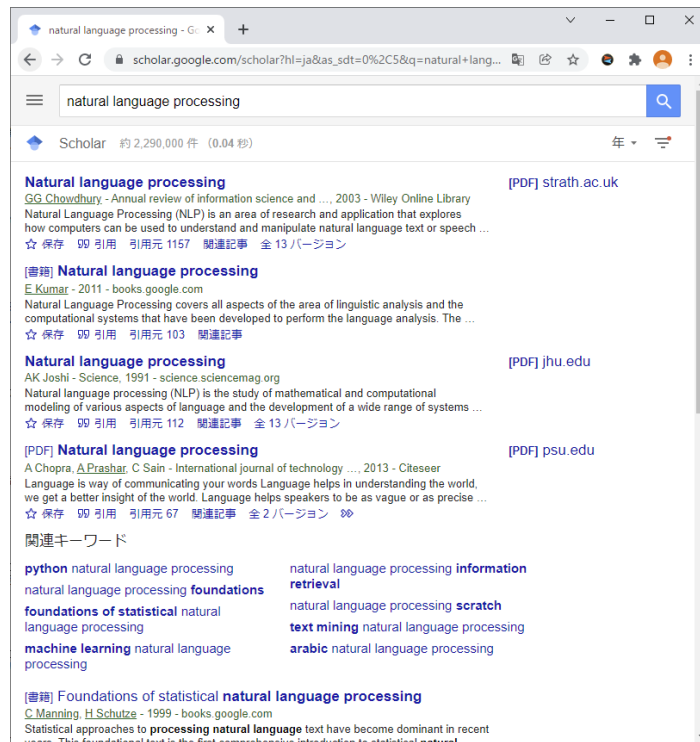 natural language processing - Go
scholar.google.com/scholar?hl=ja&as_sdt=0%2C5&q=natural+lang...
natural language processing
Scholar 約 2,290,000 件 (0.04 秒) 年
Natural language processing [PDF] strath.ac.uk
GG Chowdhury - Annual review of information science and …, 2003 - Wiley Online Library
Natural Language Processing (NLP) is an area of research and application that explores
how computers can be used to understand and manipulate natural language text or speech …
保存 引用 引用元 1157 関連記事 全 13 バージョン
[書籍] Natural language processing
E Kumar - 2011 - books.google.com
Natural Language Processing covers all aspects of the area of linguistic analysis and the
computational systems that have been developed to perform the language analysis. The …
保存 引用 引用元 103 関連記事
Natural language processing [PDF] jhu.edu
AK Joshi - Science, 1991 - science.sciencemag.org
Natural language processing (NLP) is the study of mathematical and computational
modeling of various aspects of language and the development of a wide range of systems …
保存 引用 引用元 112 関連記事 全 13 バージョン
[PDF] Natural language processing [PDF] psu.edu
A Chopra, A Prashar, C Sain - International journal of technology …, 2013 - Citeseer
Language is way of communicating your words Language helps in understanding the world,
we get a better insight of the world. Language helps speakers to be as vague or as precise …
保存 引用 引用元 67 関連記事 全 2 バージョン
関連キーワード
python natural language processing
natural language processing foundations
foundations of statistical natural
language processing
machine learning natural language
processing
natural language processing information
retrieval
natural language processing scratch
text mining natural language processing
arabic natural language processing
[書籍] Foundations of statistical natural language processing
C Manning, H Schutze - 1999 - books.google.com
Statistical approaches to processing natural language text have become dominant in recent
years. This foundational text is the first comprehensive introduction to statistical natural